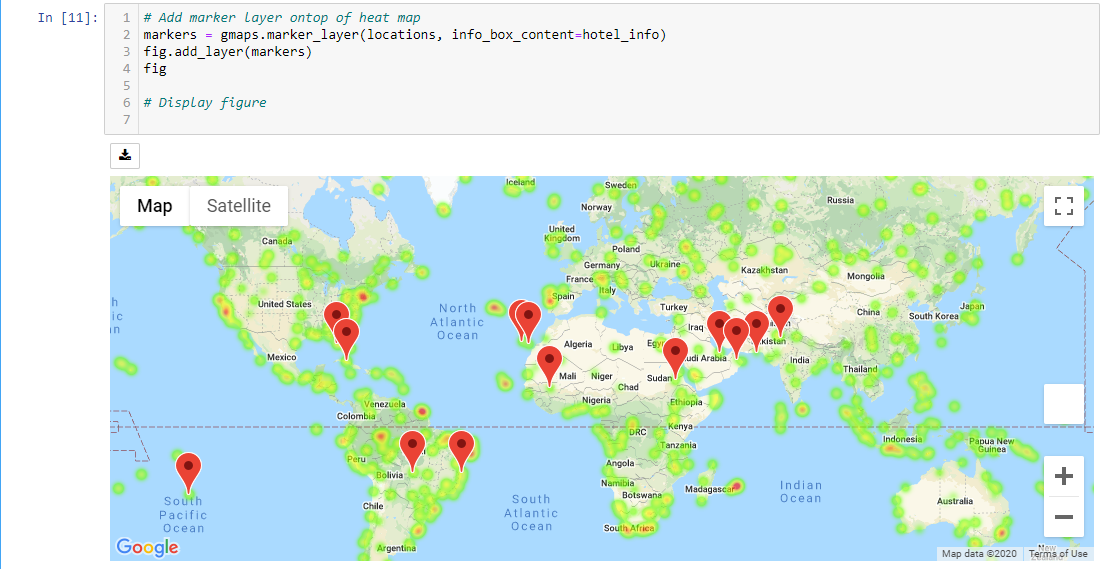 In [11]:
1 # Add marker layer ontop of heat map
2 markers = gmaps.marker_layer(locations, info_box_content=hotel_info)
3 fig.add_layer(markers)
4 fig
5
6 # Display figure
7
Map
Satellite
Iceland
Sweden
Russia
Norway
Canada
United
Kingdom
Poland
Germany
Ukraine
Kazakhstan
Mongolia
France
Italy
Spain
United States
North
Atlantic
Ocean
Turkey
Japan
China
South Korea
Iraq
Algeria
Libya
Mexico
India
Thailand
Mali
Niger
Sudan
Chad
Nigeria
Ethiopia
Venezuela
Colombia
Kenya
DRC
Indonesia
Papua New
Guinea
Tanzania
Peru
Angola
Bolivia
Namibia
Madagascar
Indian
Ocean
Botswana
South
Pacific
Ocean
South
Atlantic
Ocean
Australia
Chile
South Africa
Argentina
Google
Map data ©2020
Terms of Use